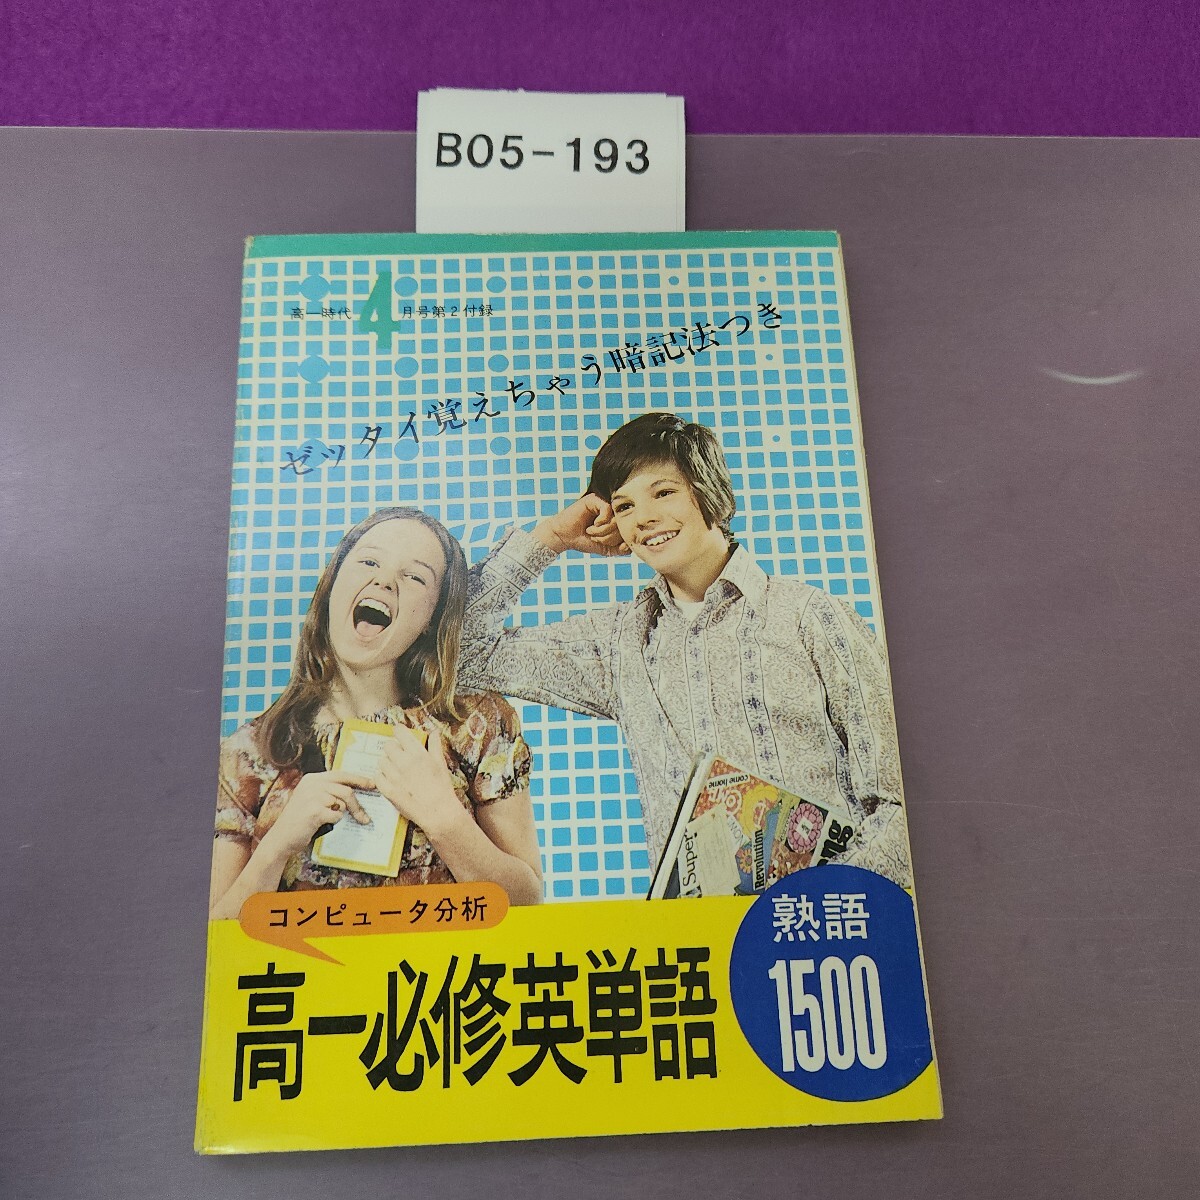 B05-193
高一時代4月号第2付録
ゼッタイ覚えちゃう暗記法つき
come home
Super
Revolution
コンピュータ分析
高一必修英単語
熟語
1500